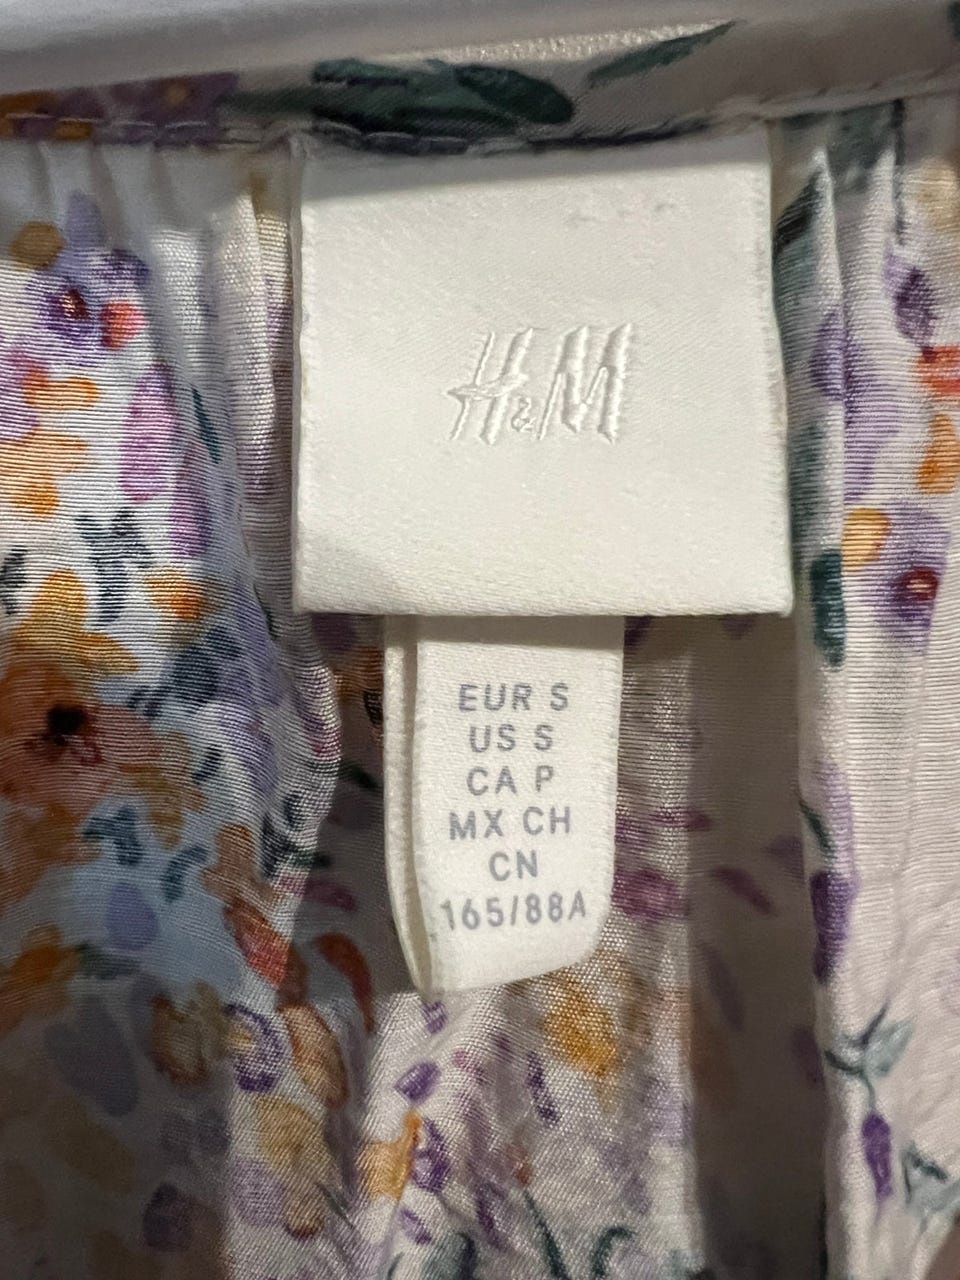 H&M
EUR S
US S
CA P
MX CH
CN
165/88A